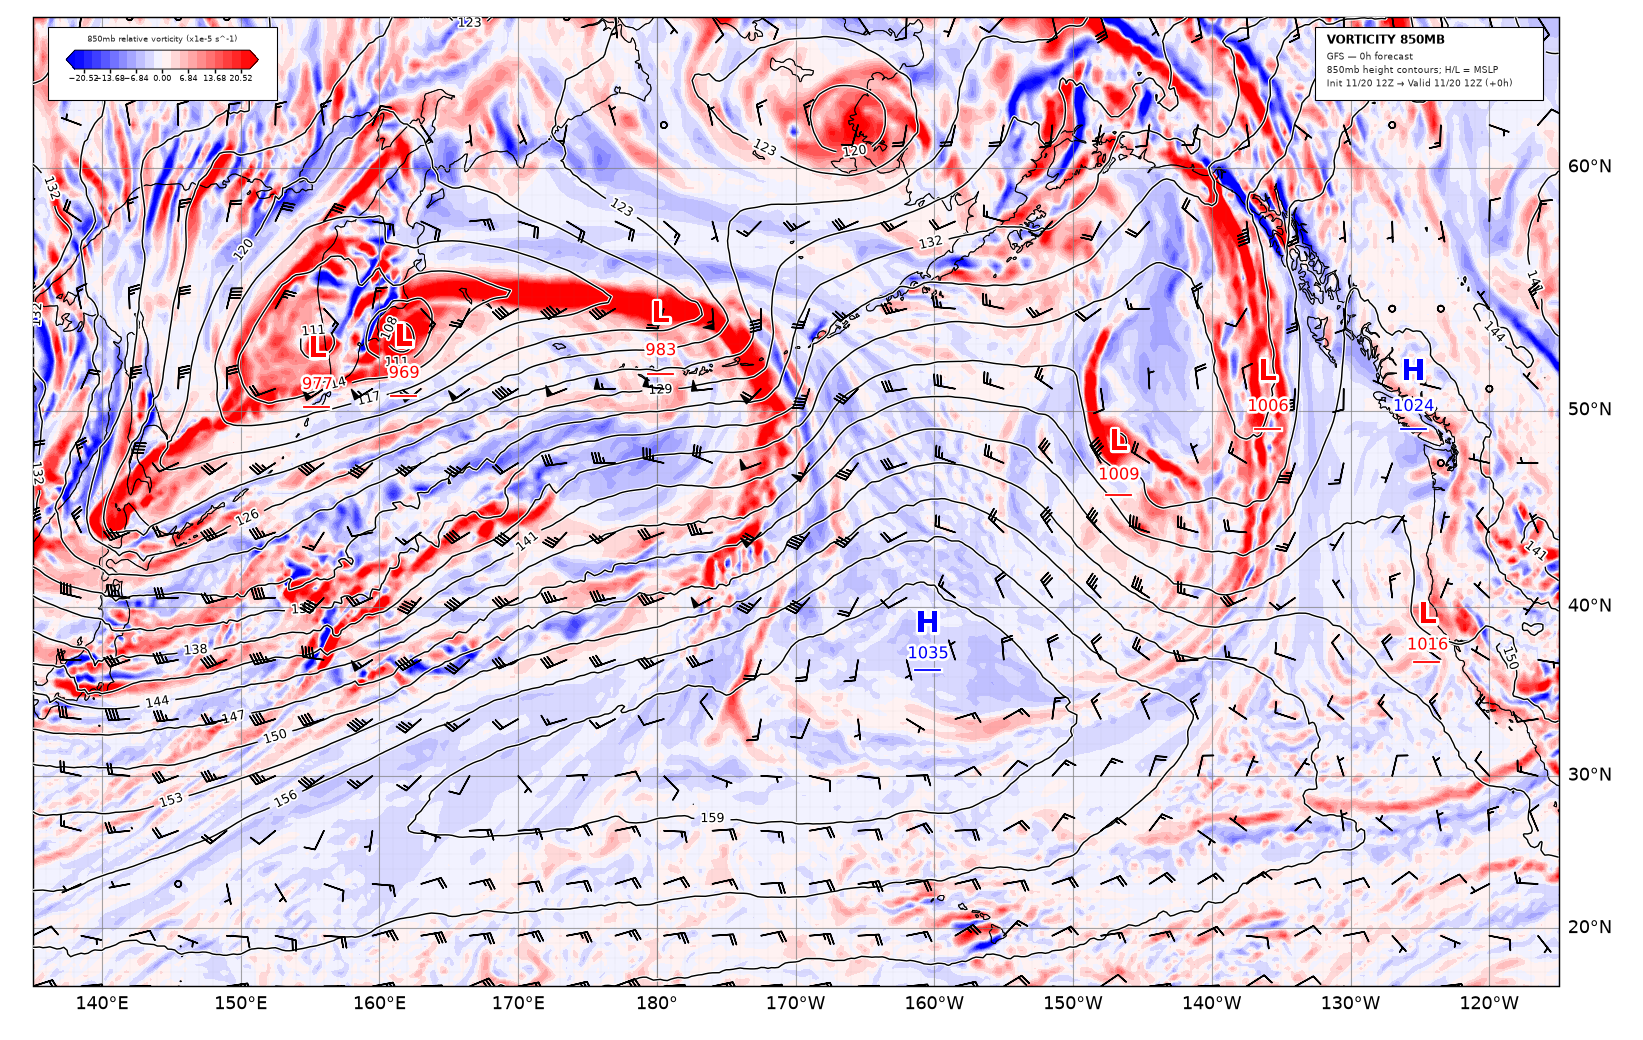 850mb relative vorticity (x1e-5 s^-1)
−20.52 −13.68 −6.84 0.00 6.84 13.68 20.52
VORTICITY 850MB
GFS — 0h forecast
850mb height contours; H/L = MSLP
Init 11/20 12Z → Valid 11/20 12Z (+0h)
123
132
123
120
60°N
123
120
132
141
132
144
108
111
L
L
L
983
111
977
969
114
117
129
L
1006
H
1024
50°N
L
1009
132
126
141
141
40°N
H
1035
L
1016
138
150
144
147
150
153
156
30°N
159
20°N
140°E 150°E 160°E 170°E 180° 170°W 160°W 150°W 140°W 130°W 120°W